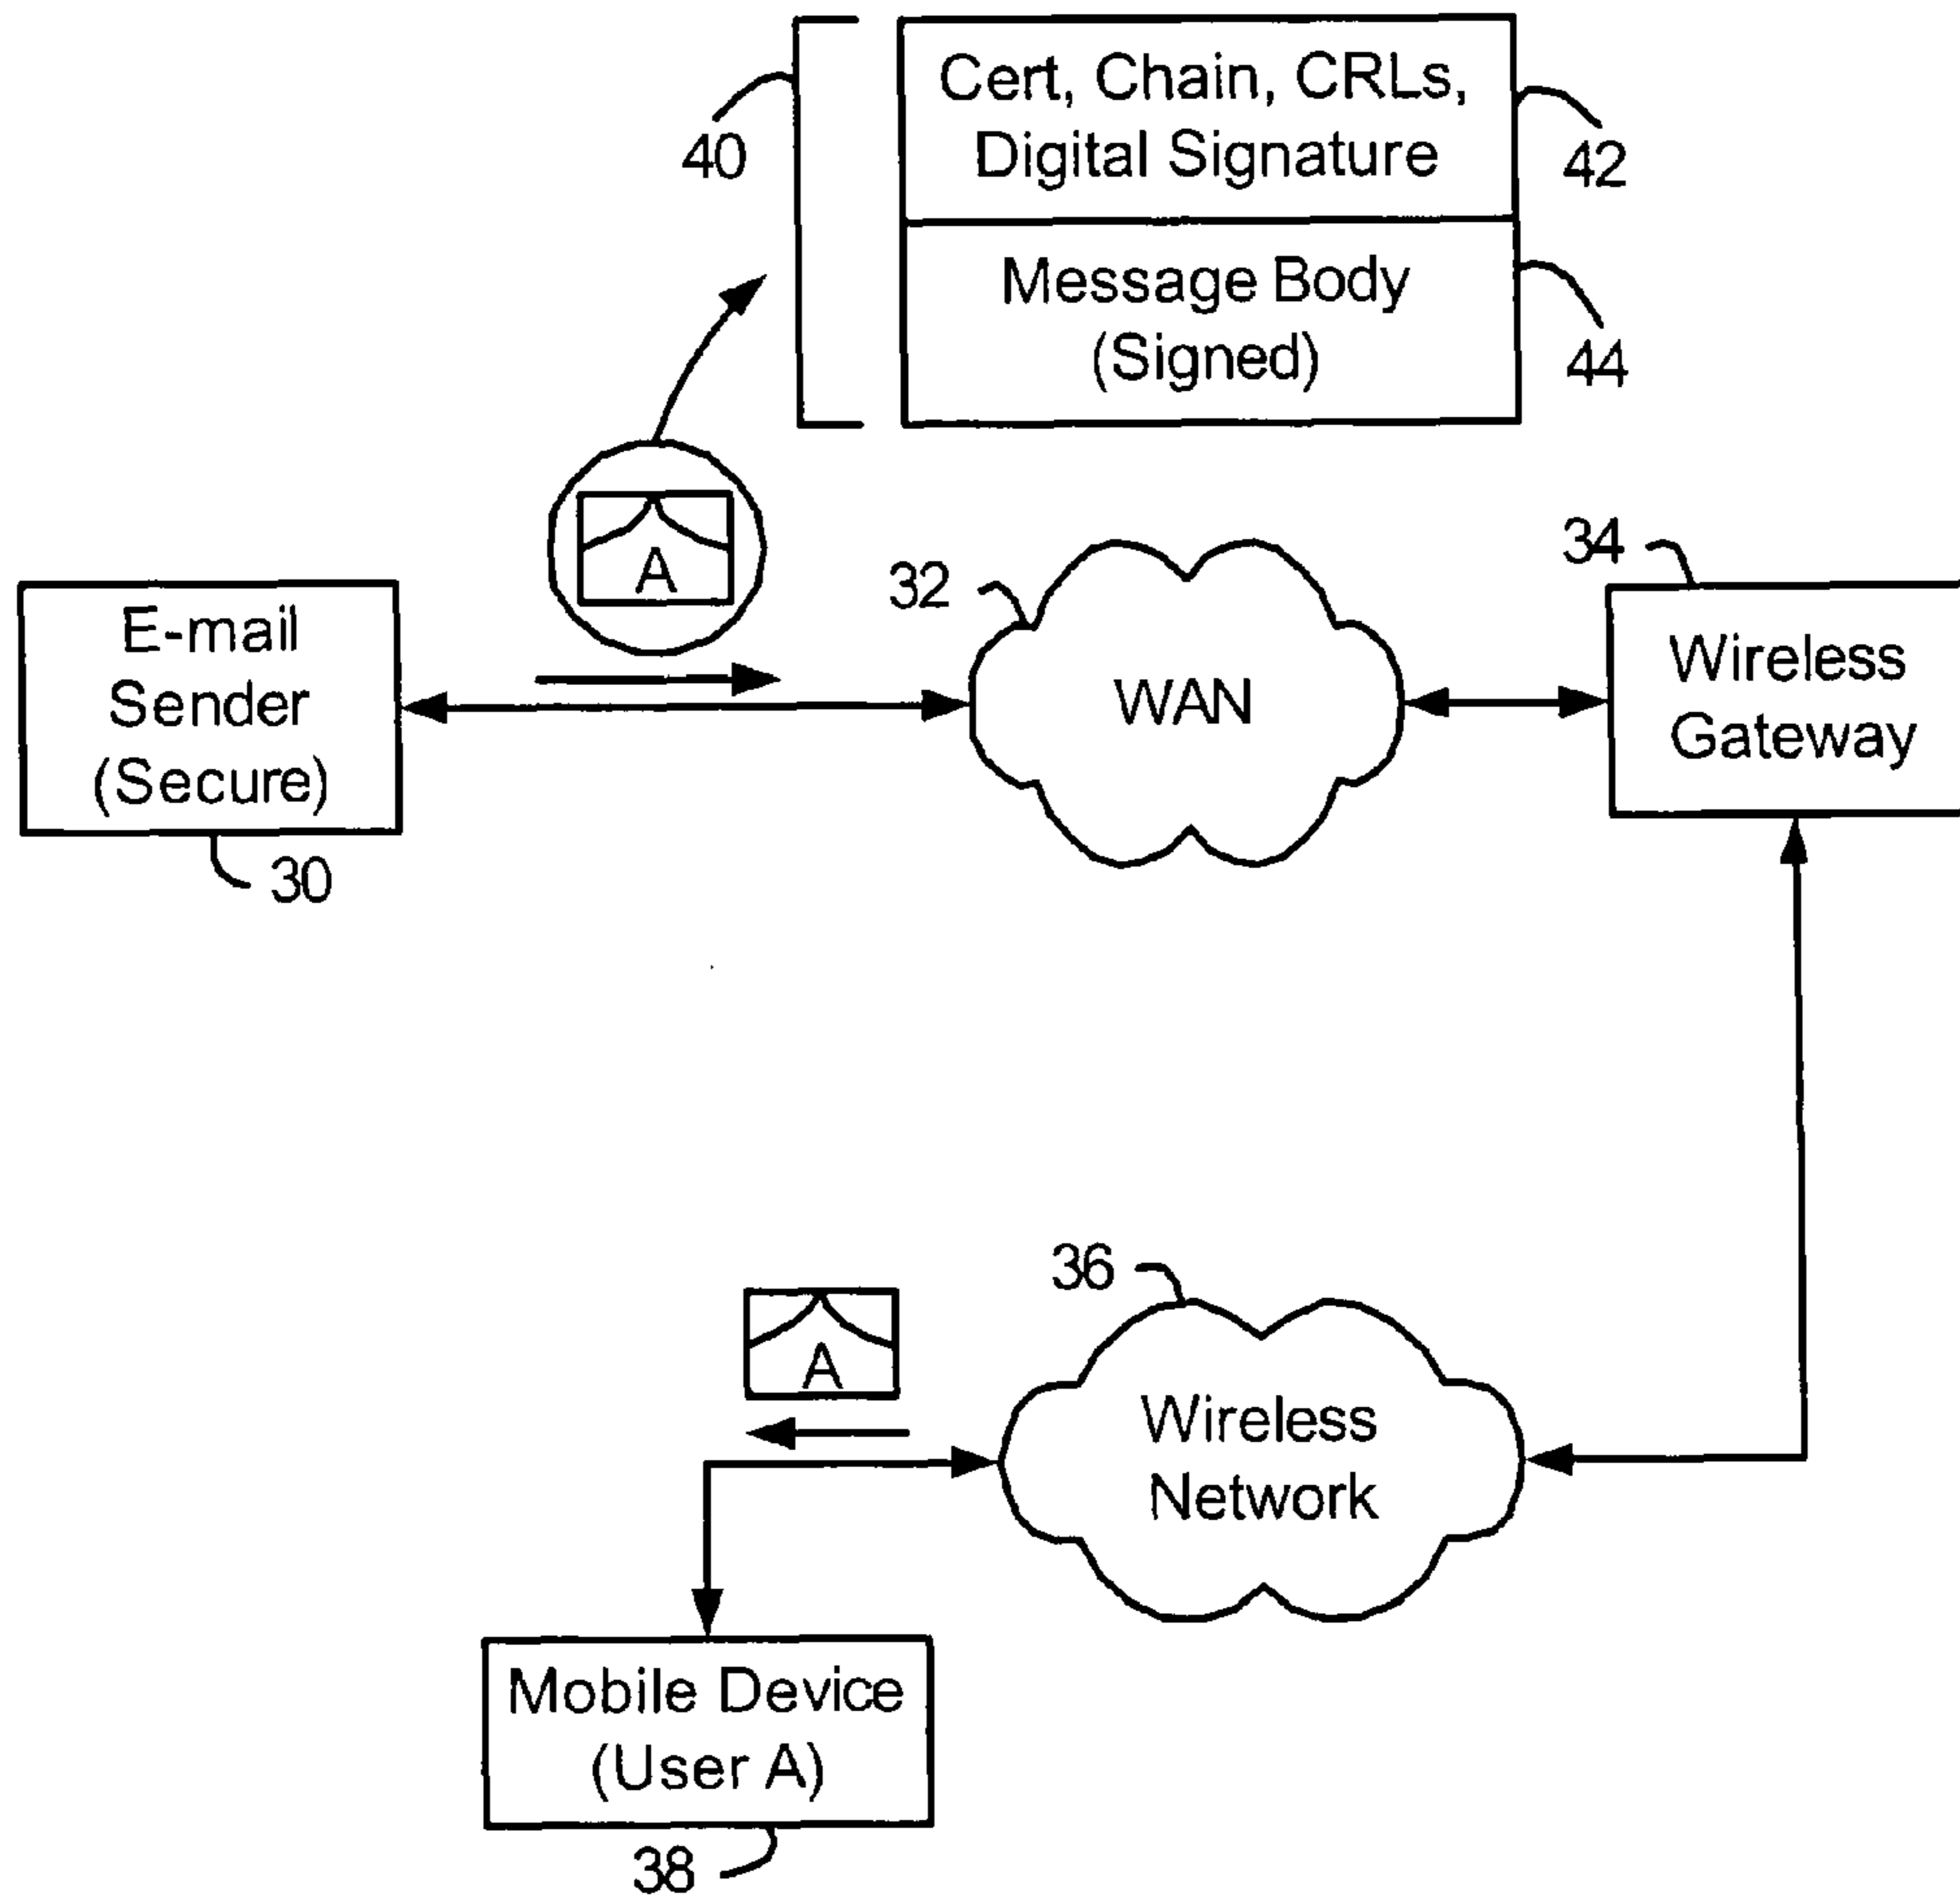 Cert, Chain, CRLs,
Digital Signature
40
42
Message Body
(Signed)
44
A
34
32
E-mail
Sender
(Secure)
WAN
Wireless
Gateway
30
36
A
Wireless
Network
Mobile Device
(User A)
38